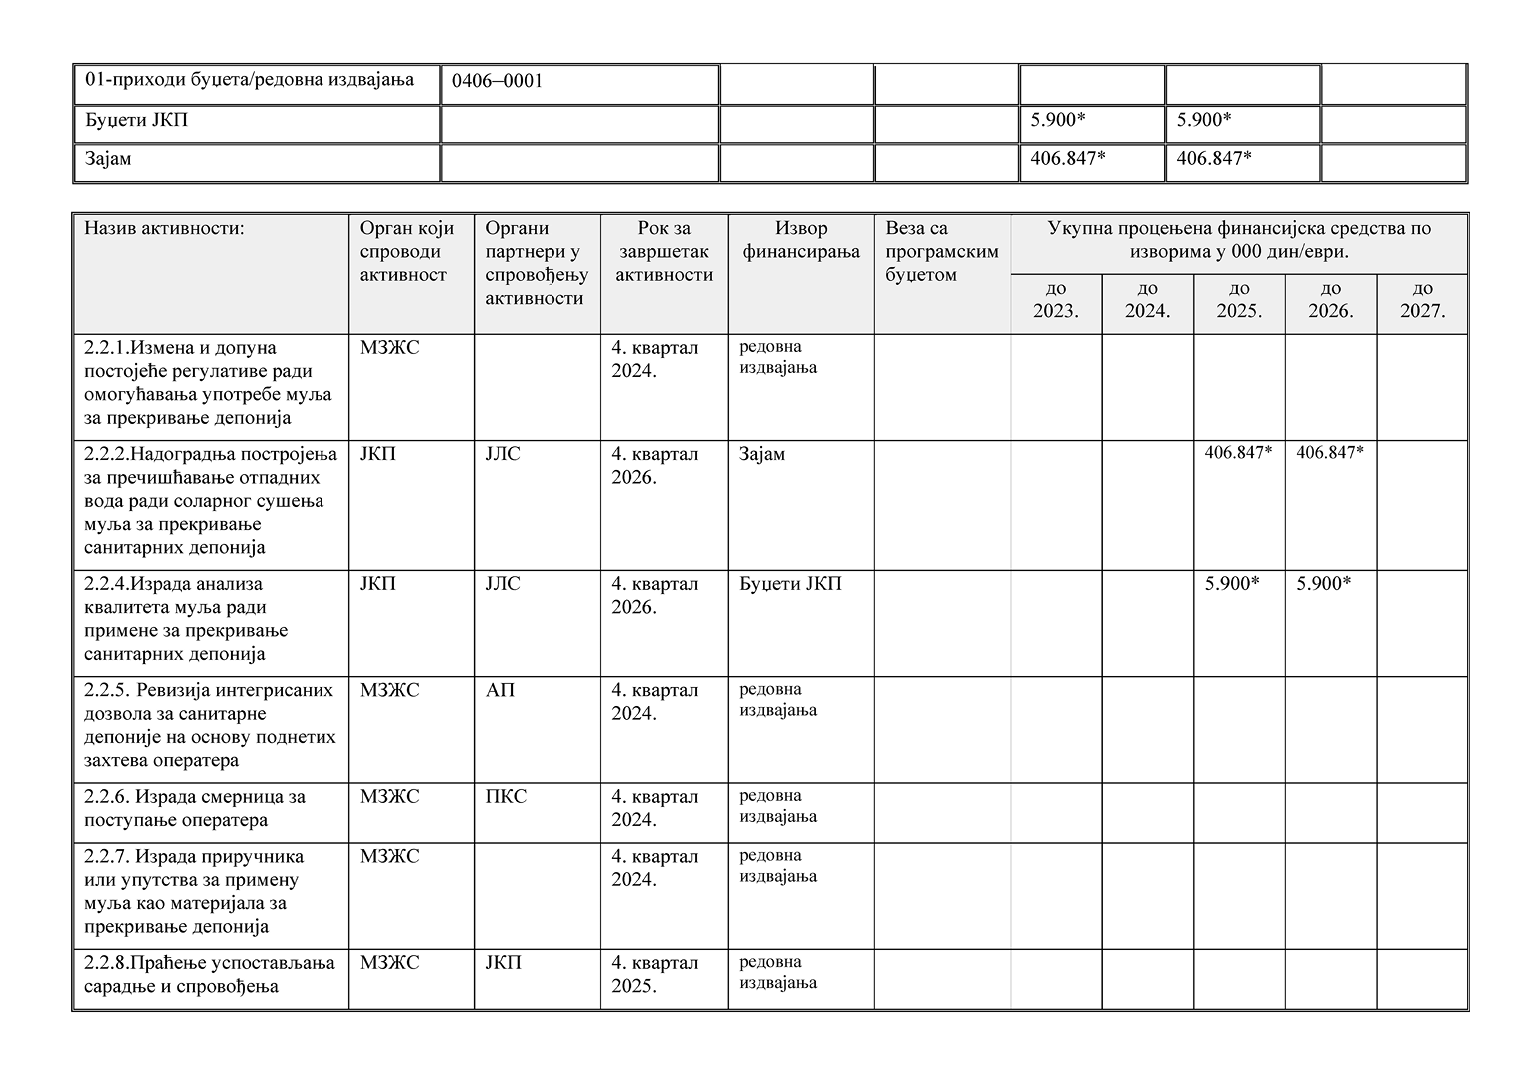 01-приходи буџета/редовна издвајања 0406–0001
Буџети ЈКП 5.900* 5.900*
Зајам 406.847* 406.847*
Назив активности:
Орган који
спроводи
активност
Органи
партнери у
спровођењу
активности
Рок за
завршетак
активности
Извор
финансирања
Веза са
програмским
буџетом
Укупна процењена финансијска средства по
изворима у 000 дин/еври.
до
2023.
до
2024.
до
2025.
до
2026.
до
2027.
2.2.1.Измена и допуна
постојеће регулативе ради
омогућавања употребе муља
за прекривање депонија
МЗЖС
4. квартал
2024.
редовна
издвајања
2.2.2.Надоградња постројења
за пречишћавање отпадних
вода ради соларног сушења
муља за прекривање
санитарних депонија
ЈКП
ЈЛС
4. квартал
2026.
Зајам
406.847*
406.847*
2.2.4.Израда анализа
квалитета муља ради
примене за прекривање
санитарних депонија
ЈКП
ЈЛС
4. квартал
2026.
Буџети ЈКП
5.900*
5.900*
2.2.5. Ревизија интегрисаних
дозвола за санитарне
депоније на основу поднетих
захтева оператера
МЗЖС
АП
4. квартал
2024.
редовна
издвајања
2.2.6. Израда смерница за
поступање оператера
МЗЖС
ПКС
4. квартал
2024.
редовна
издвајања
2.2.7. Израда приручника
или упутства за примену
муља као материјала за
прекривање депонија
МЗЖС
4. квартал
2024.
редовна
издвајања
2.2.8.Праћење успостављања
сарадње и спровођења
МЗЖС
ЈКП
4. квартал
2025.
редовна
издвајања